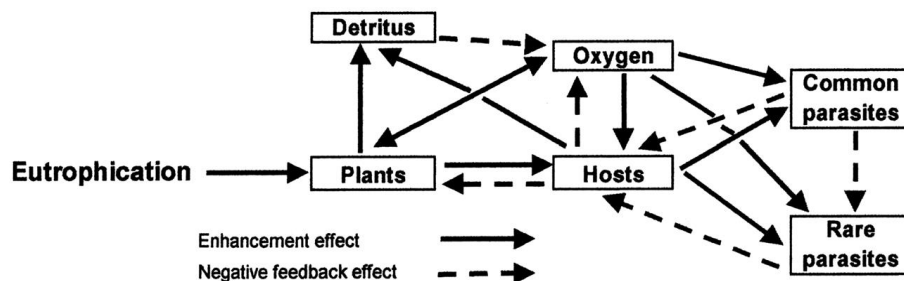 Detritus
Oxygen
Common
parasites
Eutrophication
Plants
Hosts
Rare
parasites
Enhancement effect
Negative feedback effect